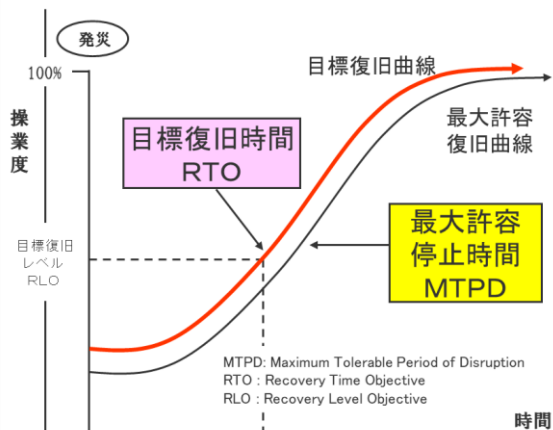 発災
100%
目標復旧曲線
操業度
最大許容
復旧曲線
目標復旧時間
RTO
最大許容
停止時間
MTPD
目標復旧
レベル
RLO
MTPD: Maximum Tolerable Period of Disruption
RTO : Recovery Time Objective
RLO : Recovery Level Objective
時間